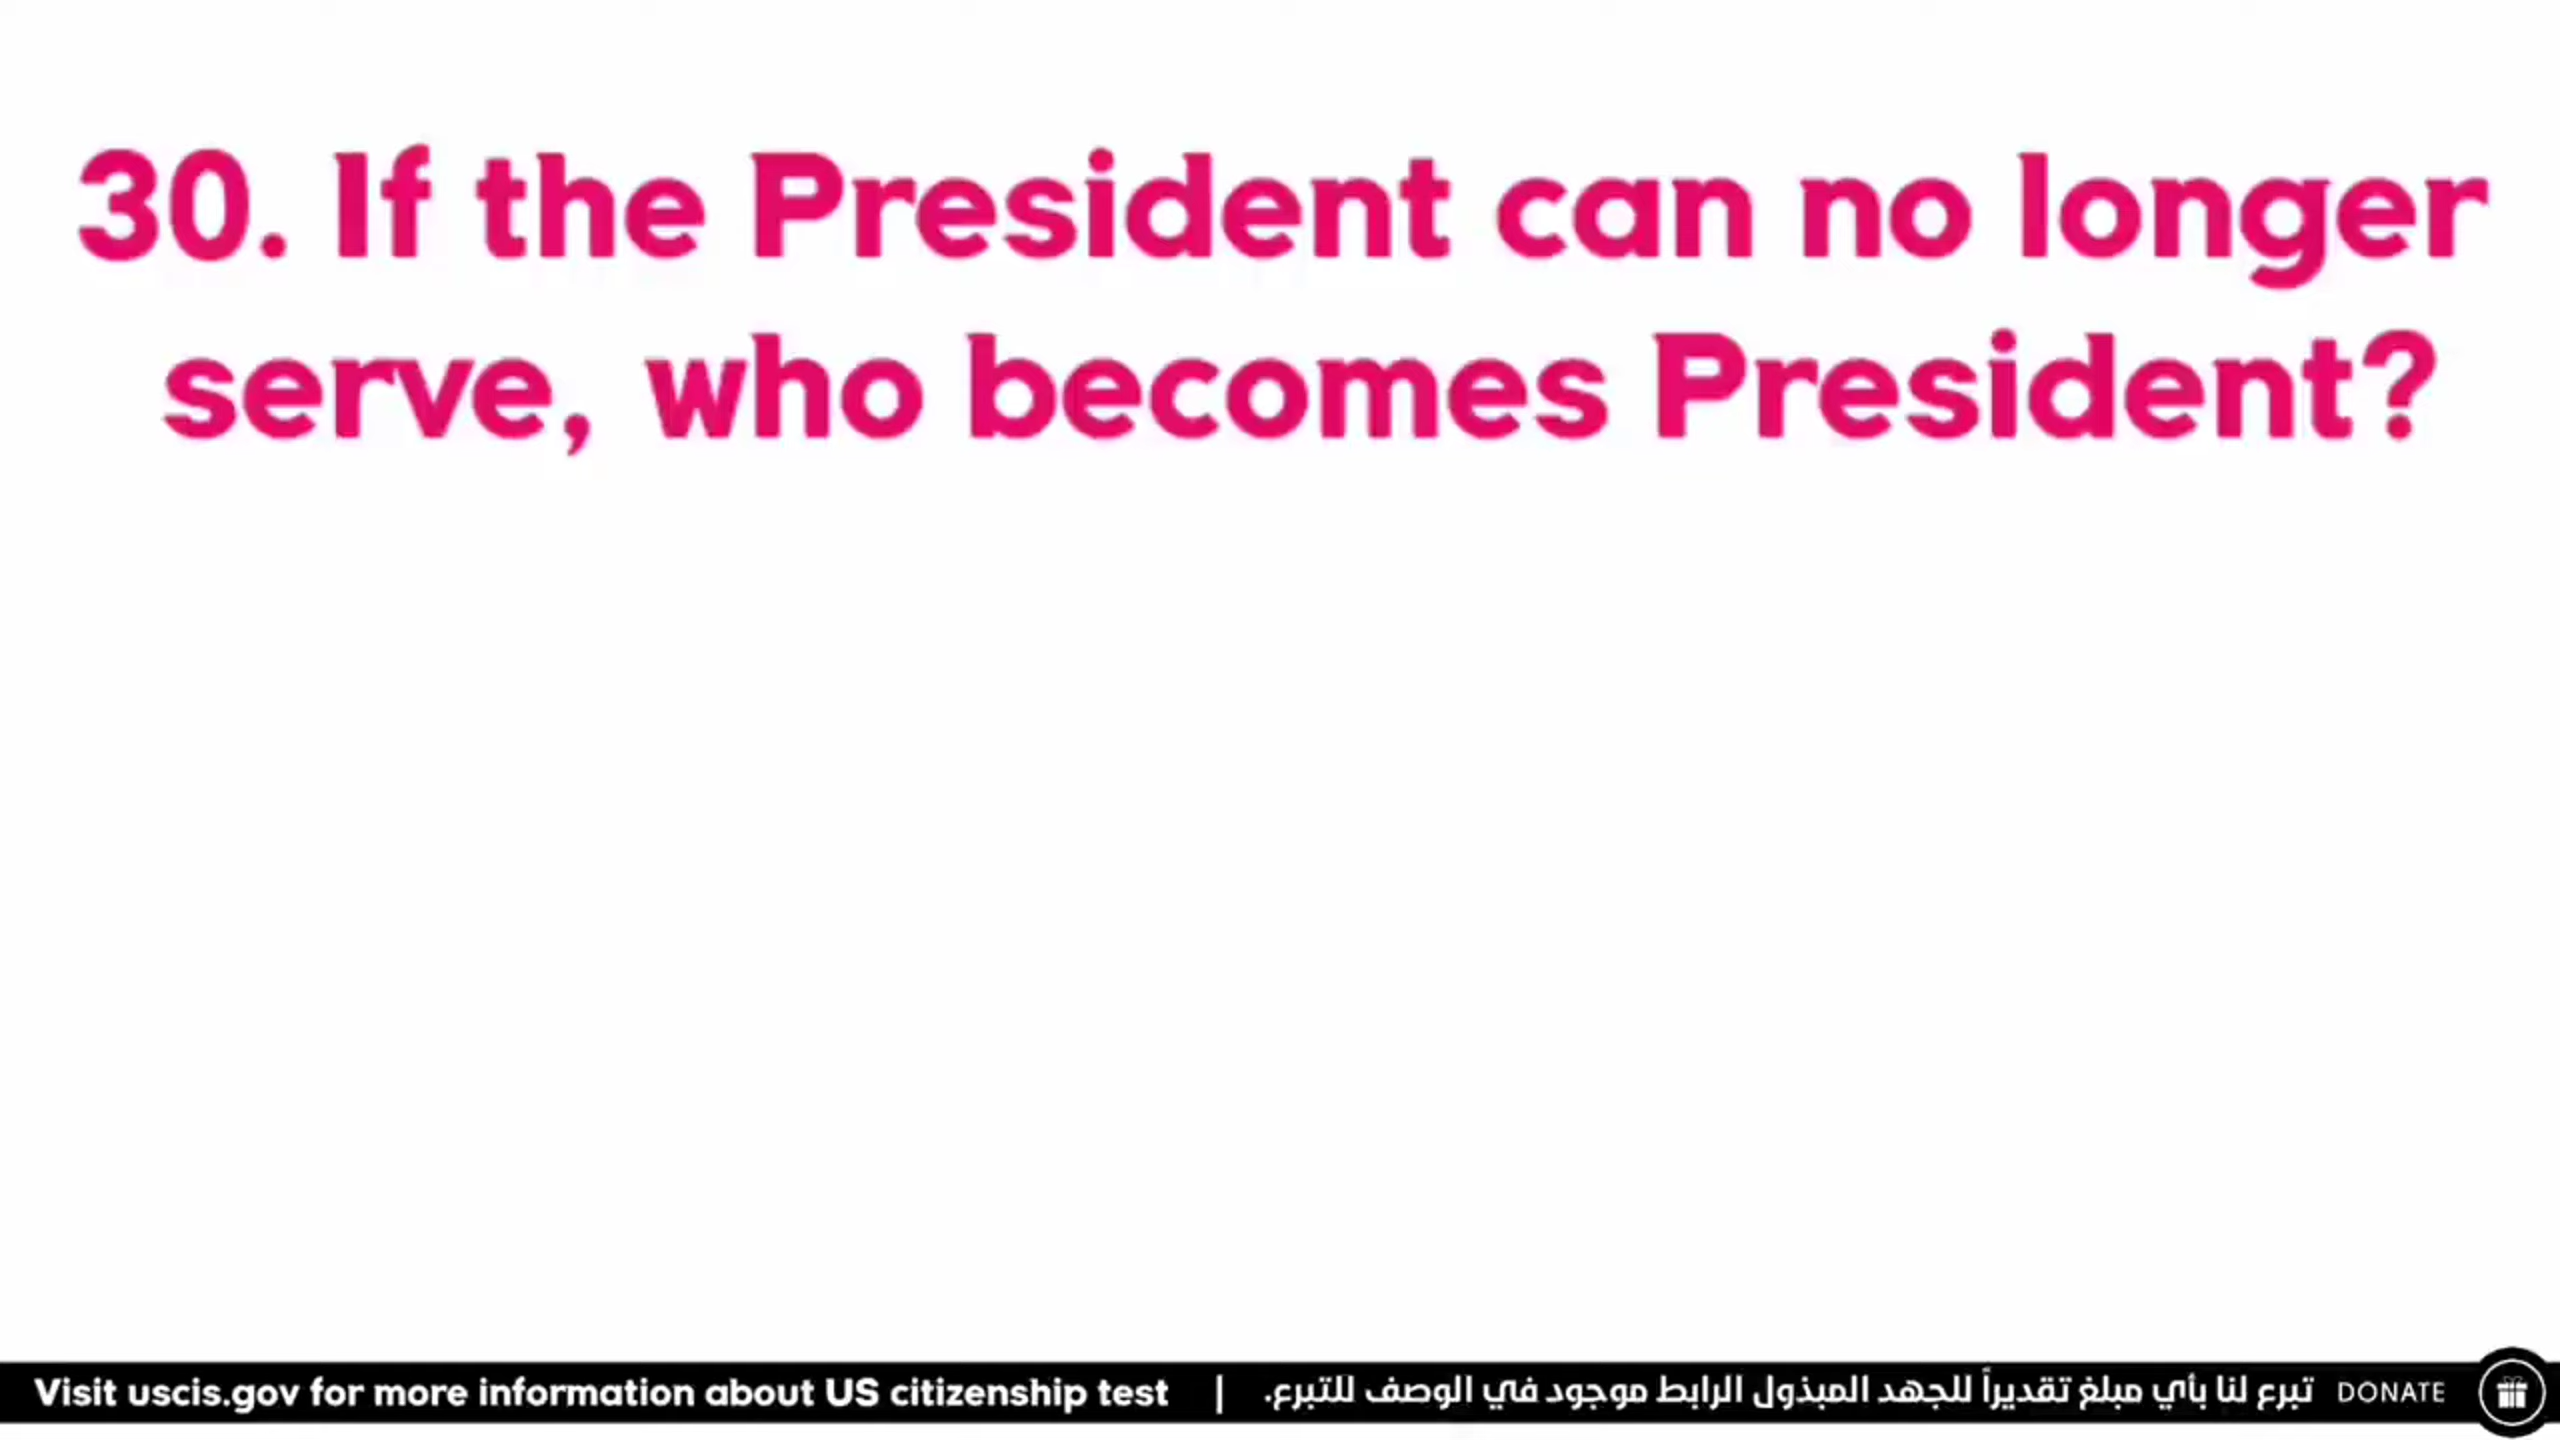 30. If the President can no longer
serve, who becomes President?
Visit uscis.gov for more information about US citizenship test | تبرع لنا بأي مبلغ تقديراً للجهد المبذول الرابط موجود في الوصف للتبرع. DONATE